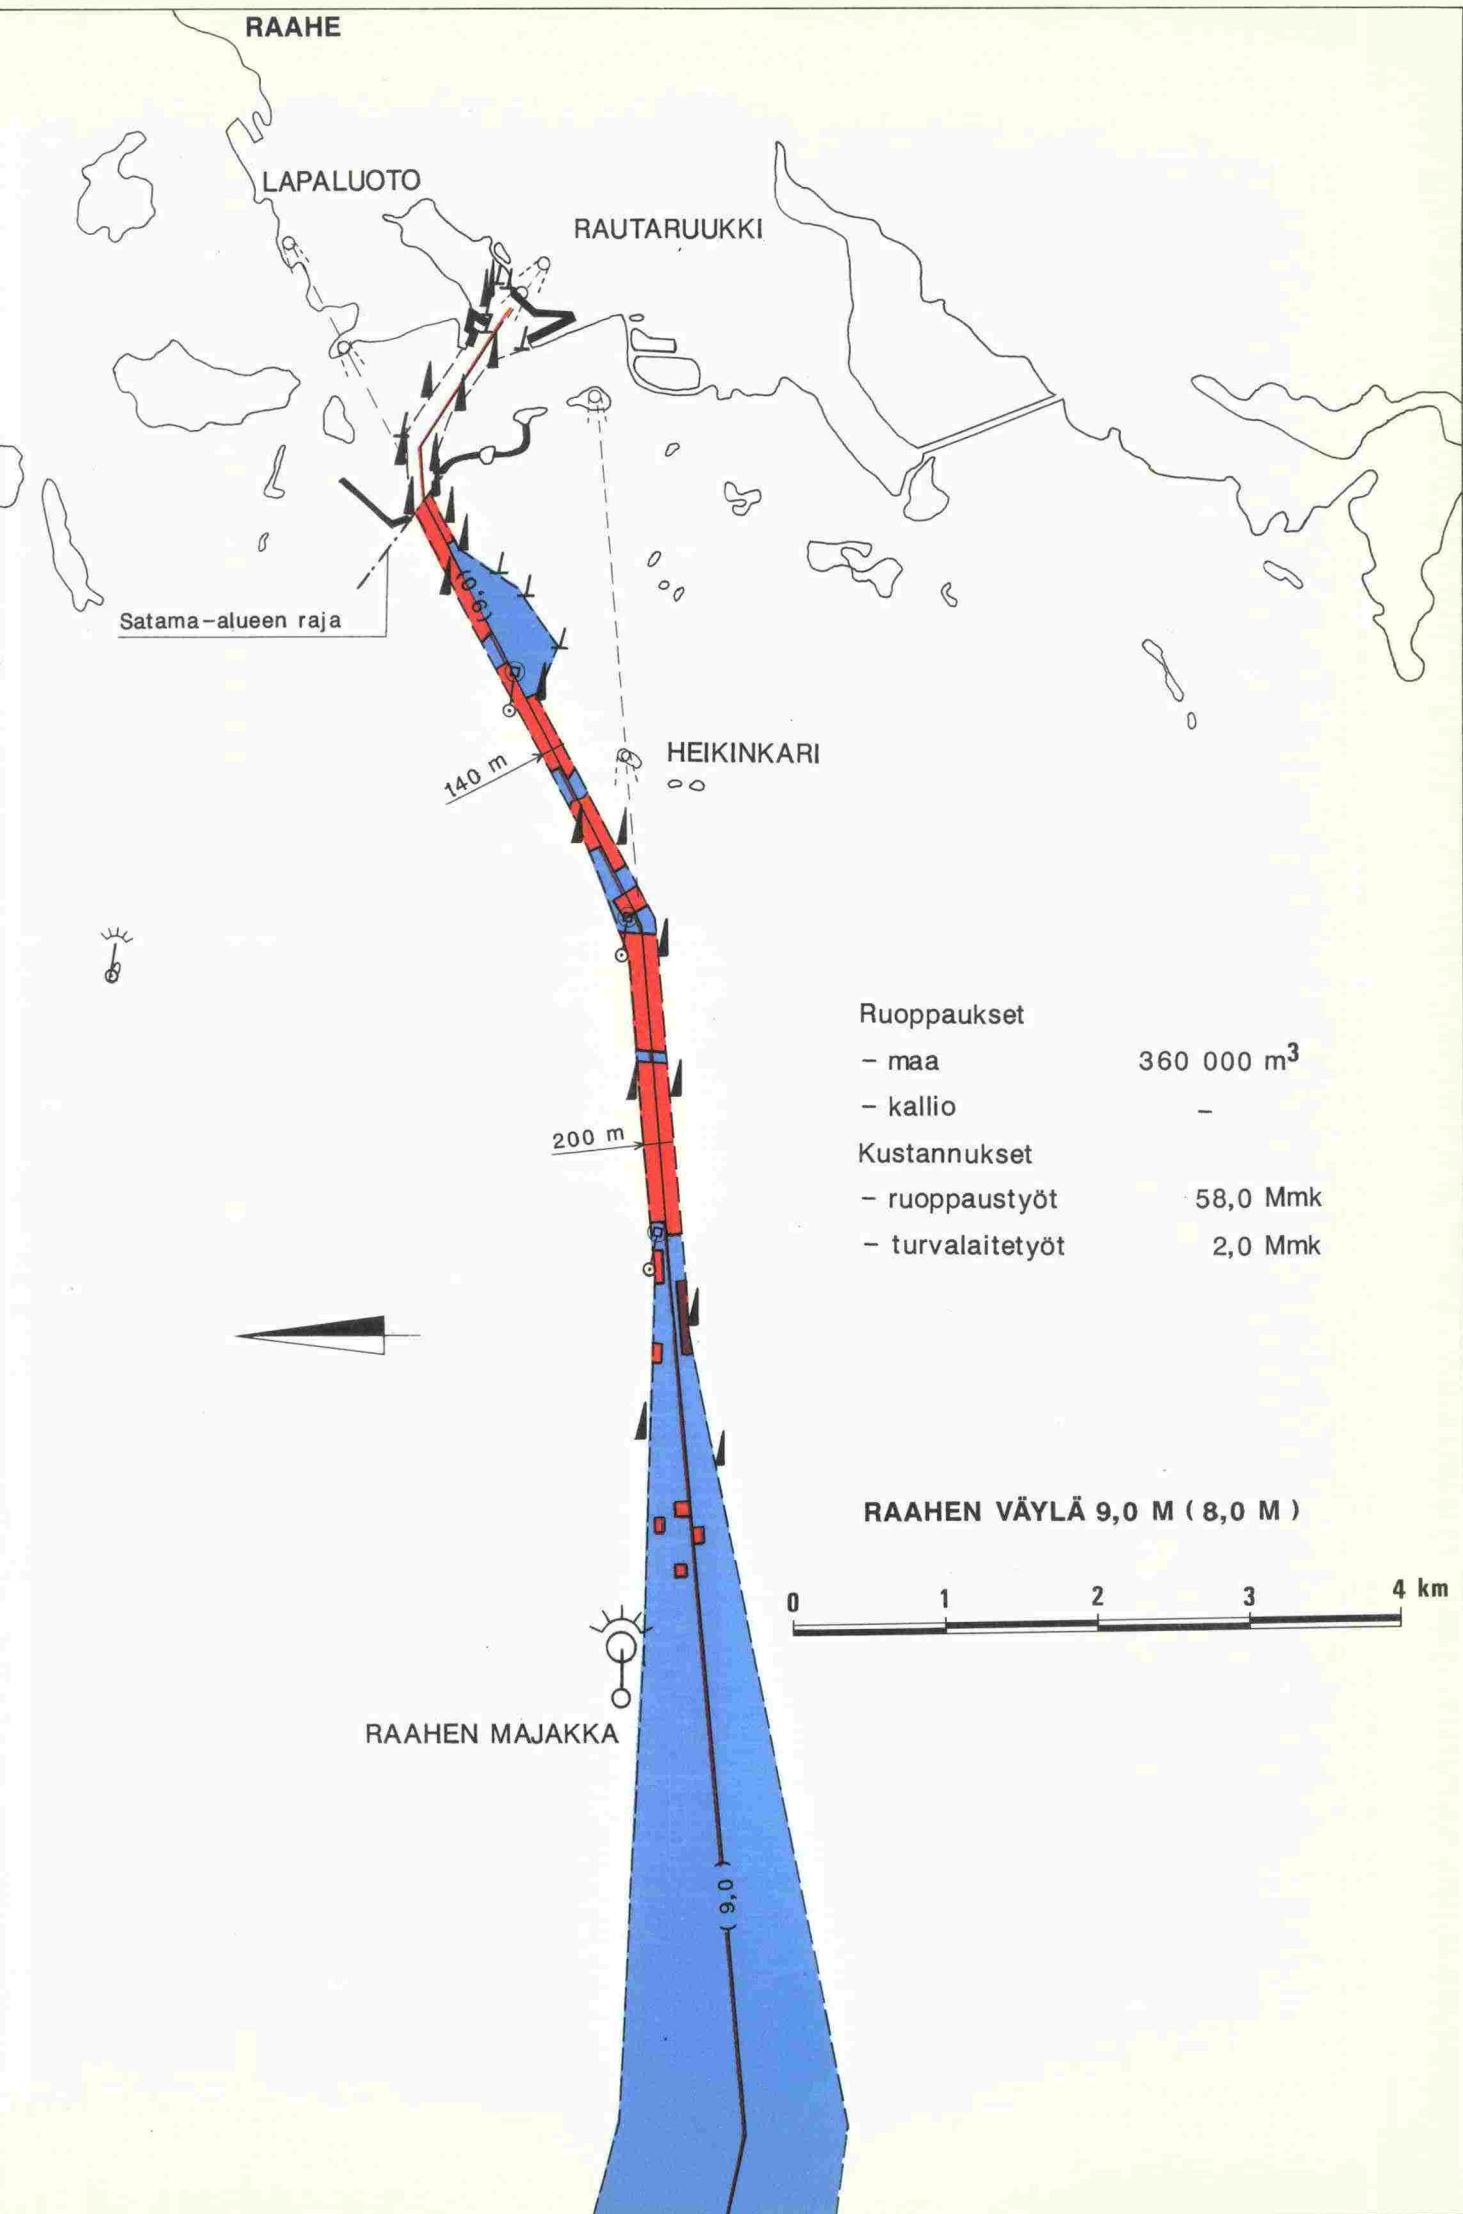 RAAHE
LAPALUOTO
RAUTARUUKKI
Satama-alueen raja
(9,0)
140 m
HEIKINKARI
Ruoppaukset
- maa 360 000 m³
- kallio -
200 m
Kustannukset
- ruoppaustyöt 58,0 Mmk
- turvalaitetyöt 2,0 Mmk
RAAHEN VÄYLÄ 9,0 M ( 8,0 M )
0 1 2 3 4 km
RAAHEN MAJAKKA
( 9,0 )